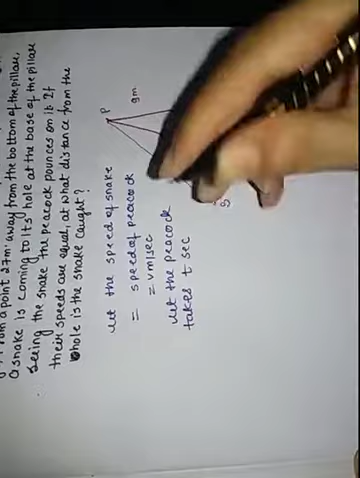 from a point 27m away from the bottom of the pillar,
a snake is coming to its hole at the base of the pillar
seeing the snake the peacock pounces on it If
their speeds are equal, at what distance from the
whole is the snake caught?
P
9m
let the speed of snake
= speed of peacock
= vm/sec
let the peacock
takes t sec